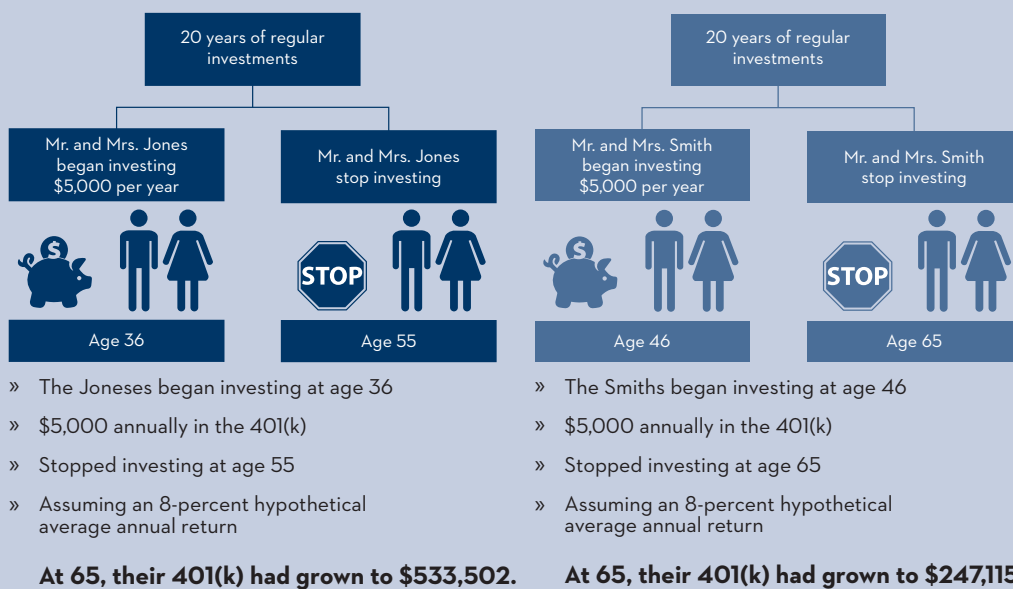 20 years of regular
investments
Mr. and Mrs. Jones
began investing
$5,000 per year
Mr. and Mrs. Jones
stop investing
$
STOP
Age 36
Age 55
» The Joneses began investing at age 36
» $5,000 annually in the 401(k)
» Stopped investing at age 55
» Assuming an 8-percent hypothetical
average annual return
At 65, their 401(k) had grown to $533,502.
20 years of regular
investments
Mr. and Mrs. Smith
began investing
$5,000 per year
Mr. and Mrs. Smith
stop investing
$
STOP
Age 46
Age 65
» The Smiths began investing at age 46
» $5,000 annually in the 401(k)
» Stopped investing at age 65
» Assuming an 8-percent hypothetical
average annual return
At 65, their 401(k) had grown to $247,115